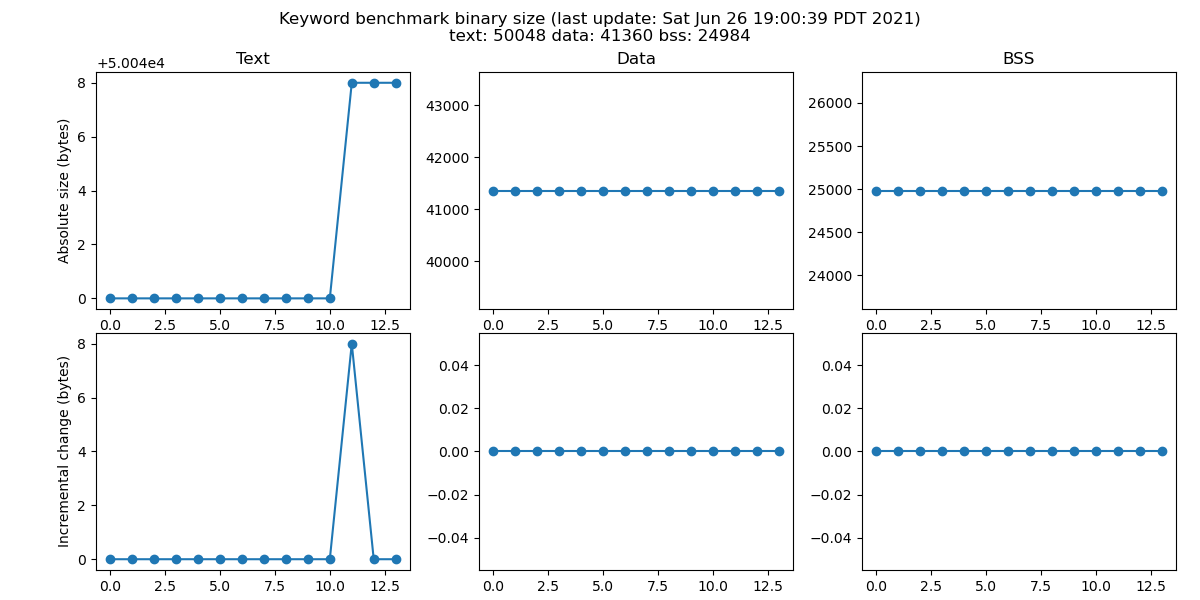 Keyword benchmark binary size (last update: Sat Jun 26 19:00:39 PDT 2021)
text: 50048 data: 41360 bss: 24984
Text
Data
BSS
+5.004e4
Absolute size (bytes)
8
6
4
2
0
0.0 2.5 5.0 7.5 10.0 12.5
43000
42000
41000
40000
0.0 2.5 5.0 7.5 10.0 12.5
26000
25500
25000
24500
24000
0.0 2.5 5.0 7.5 10.0 12.5
Incremental change (bytes)
8
6
4
2
0
0.0 2.5 5.0 7.5 10.0 12.5
0.04
0.02
0.00
−0.02
−0.04
0.0 2.5 5.0 7.5 10.0 12.5
0.04
0.02
0.00
−0.02
−0.04
0.0 2.5 5.0 7.5 10.0 12.5